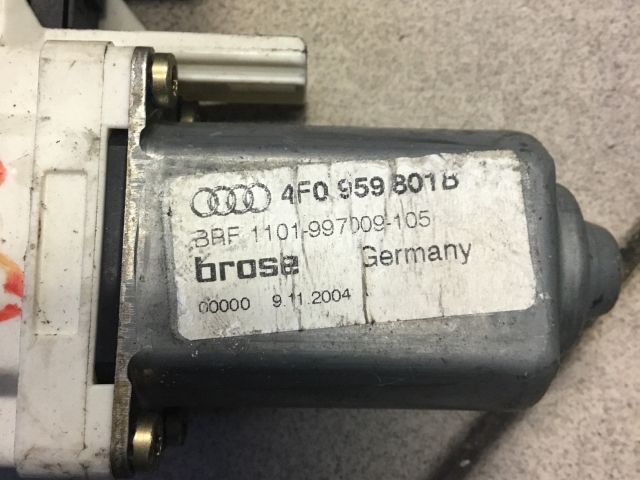 4F0 959 801B
BRF 1101-997009-105
brose Germany
00000 9.11.2004